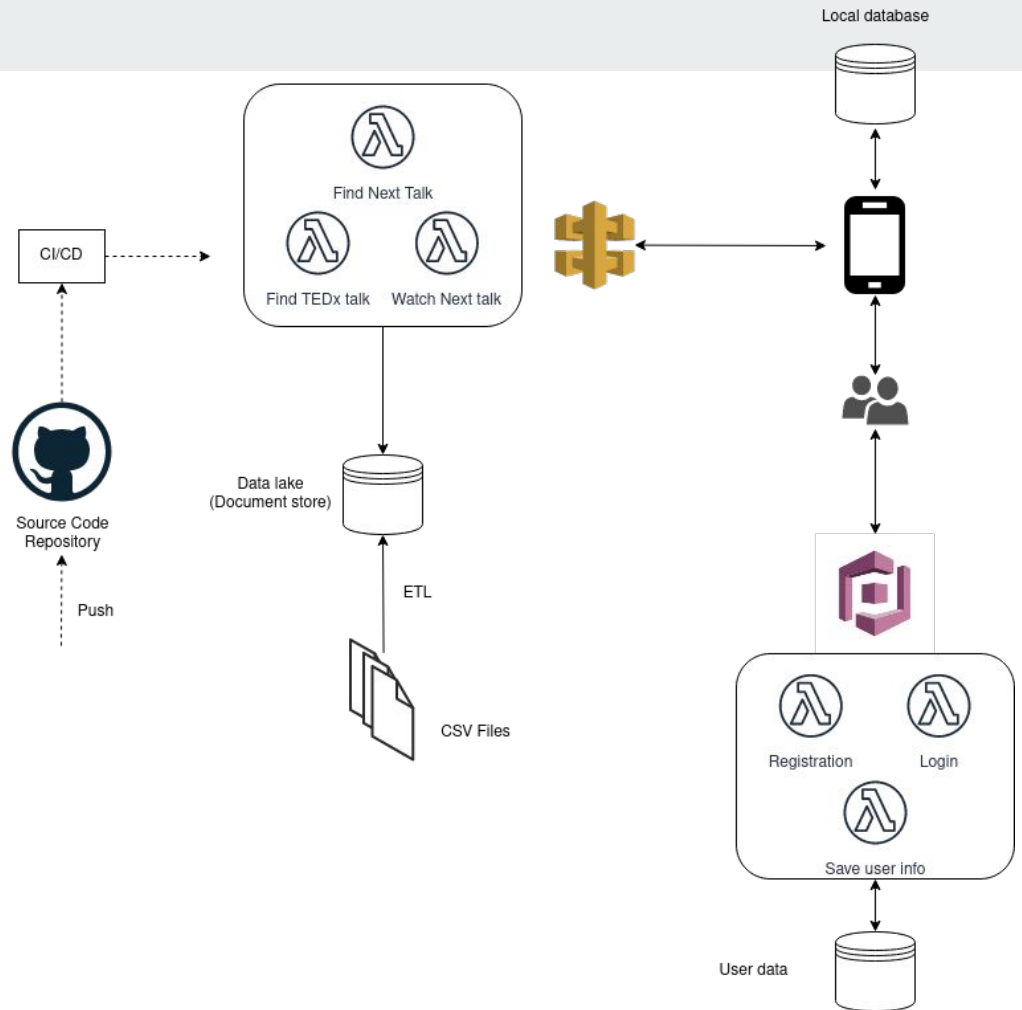 Local database
Find Next Talk
CI/CD
Find TEDx talk
Watch Next talk
Data lake
(Document store)
Source Code
Repository
ETL
Push
CSV Files
Registration
Login
Save user info
User data